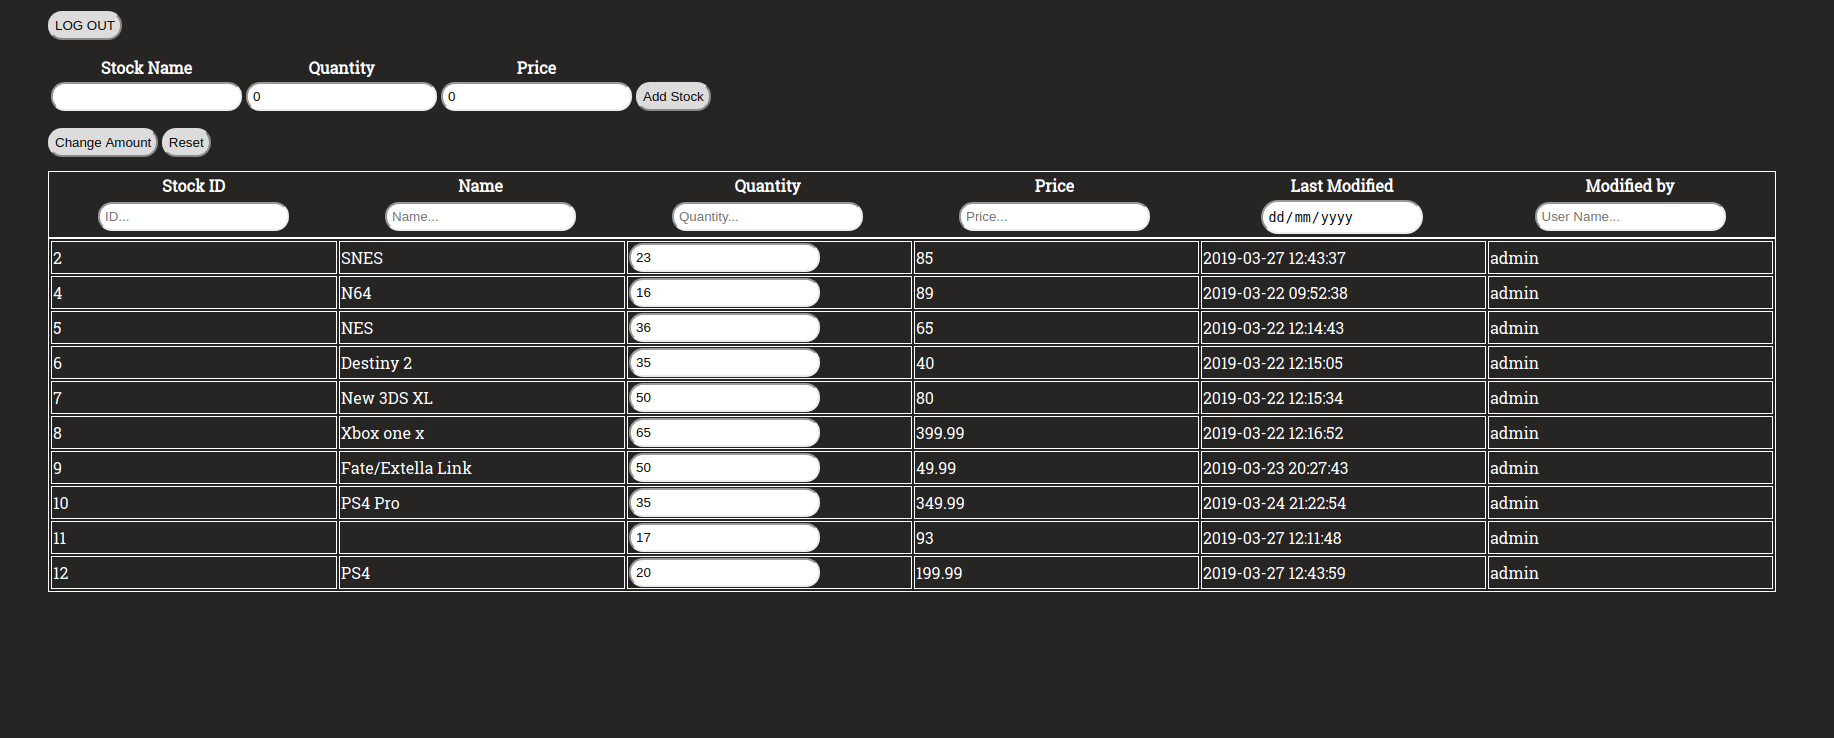 LOG OUT
Stock Name Quantity Price
0 0 Add Stock
Change Amount Reset
Stock ID Name Quantity Price Last Modified Modified by
ID... Name... Quantity... Price... dd/mm/yyyy User Name...
2 SNES 23 85 2019-03-27 12:43:37 admin
4 N64 16 89 2019-03-22 09:52:38 admin
5 NES 36 65 2019-03-22 12:14:43 admin
6 Destiny 2 35 40 2019-03-22 12:15:05 admin
7 New 3DS XL 50 80 2019-03-22 12:15:34 admin
8 Xbox one x 65 399.99 2019-03-22 12:16:52 admin
9 Fate/Extella Link 50 49.99 2019-03-23 20:27:43 admin
10 PS4 Pro 35 349.99 2019-03-24 21:22:54 admin
11 17 93 2019-03-27 12:11:48 admin
12 PS4 20 199.99 2019-03-27 12:43:59 admin